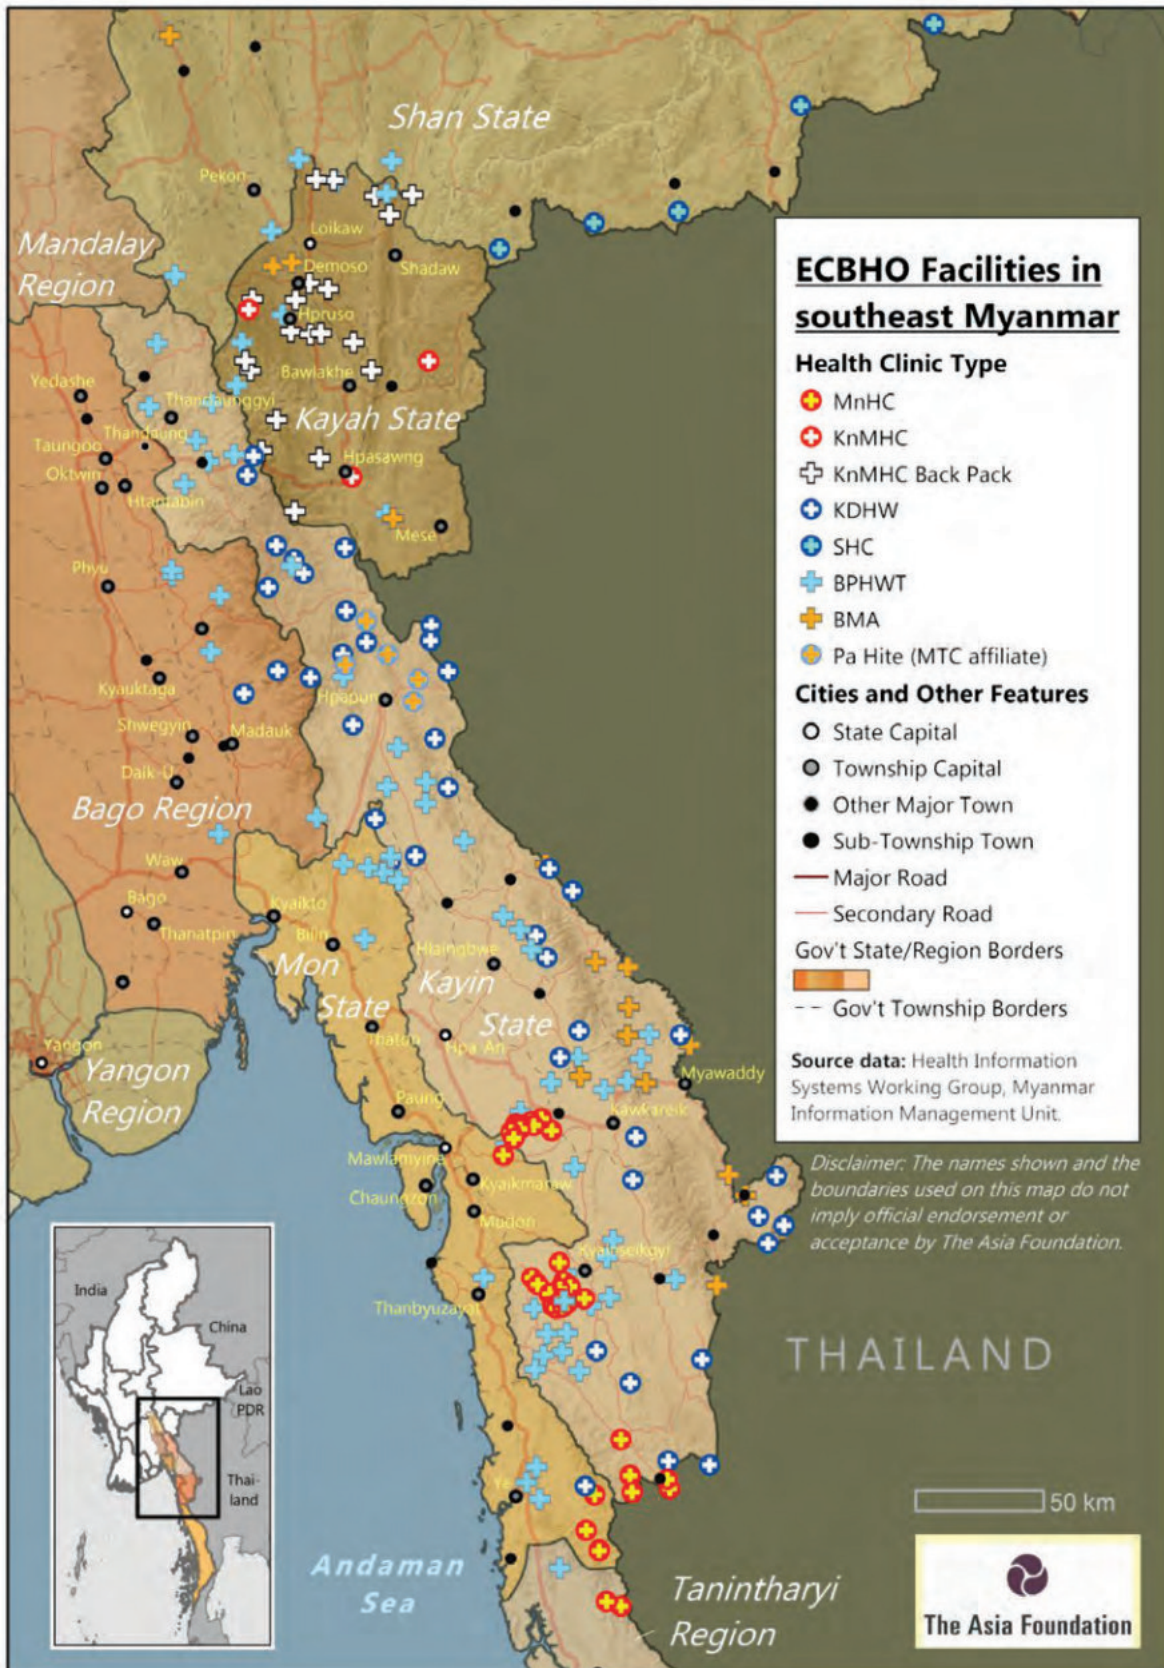 Shan State
Pekon
Mandalay
Region
Loikaw
Demoso
Shadaw
Hpruso
Bawlakhe
Yedashe
Thandaunggyi
Kayah State
Thandaung
Taungoo
Oktwin
Htantabin
Hpasawng
Mese
Phyu
Kyauktaga
Hpapun
Shwegyin
Madauk
Daik-U
Bago Region
Waw
Bago
Thanatpin
Kyaikto
Bilin
Hlaingbwe
Mon
State
Kayin
State
Thaton
Hpa An
Yangon
Yangon
Region
Myawaddy
Paung
Kawkareik
Mawlamyine
Chaungzon
Kyaikmaraw
Mudon
Kyainseikgyi
Thanbyuzayat
Ye
Andaman
Sea
Tanintharyi
Region
THAILAND
ECBHO Facilities in
southeast Myanmar
Health Clinic Type
MnHC
KnMHC
KnMHC Back Pack
KDHW
SHC
BPHWT
BMA
Pa Hite (MTC affiliate)
Cities and Other Features
State Capital
Township Capital
Other Major Town
Sub-Township Town
Major Road
Secondary Road
Gov't State/Region Borders
Gov't Township Borders
Source data: Health Information
Systems Working Group, Myanmar
Information Management Unit.
Disclaimer: The names shown and the
boundaries used on this map do not
imply official endorsement or
acceptance by The Asia Foundation.
India
China
Lao
PDR
Thai-
land
50 km
The Asia Foundation